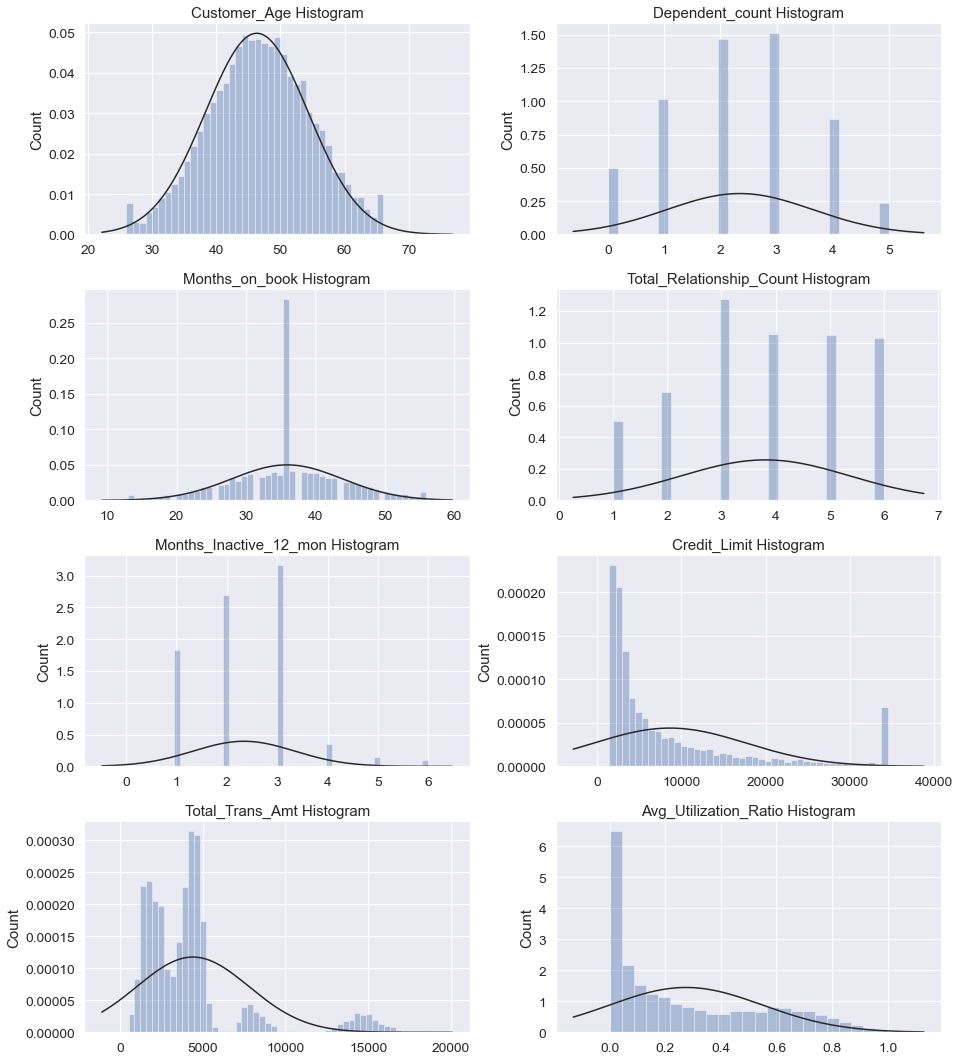 Customer_Age Histogram
Count
0.05
0.04
0.03
0.02
0.01
0.00
20 30 40 50 60 70
Dependent_count Histogram
Count
1.50
1.25
1.00
0.75
0.50
0.25
0.00
0 1 2 3 4 5
Months_on_book Histogram
Count
0.25
0.20
0.15
0.10
0.05
0.00
10 20 30 40 50 60
Total_Relationship_Count Histogram
Count
1.2
1.0
0.8
0.6
0.4
0.2
0.0
0 1 2 3 4 5 6 7
Months_Inactive_12_mon Histogram
Count
3.0
2.5
2.0
1.5
1.0
0.5
0.0
0 1 2 3 4 5 6
Credit_Limit Histogram
Count
0.00020
0.00015
0.00010
0.00005
0.00000
0 10000 20000 30000 40000
Total_Trans_Amt Histogram
Count
0.00030
0.00025
0.00020
0.00015
0.00010
0.00005
0.00000
0 5000 10000 15000 20000
Avg_Utilization_Ratio Histogram
Count
6
5
4
3
2
1
0
0.0 0.2 0.4 0.6 0.8 1.0